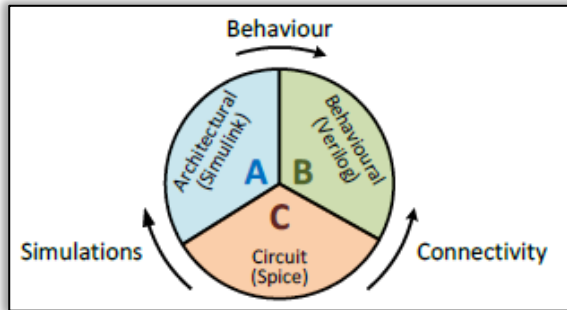 Behaviour
Architectural
(Simulink)
Behavioural
(Verilog)
A
B
C
Simulations
Circuit
(Spice)
Connectivity